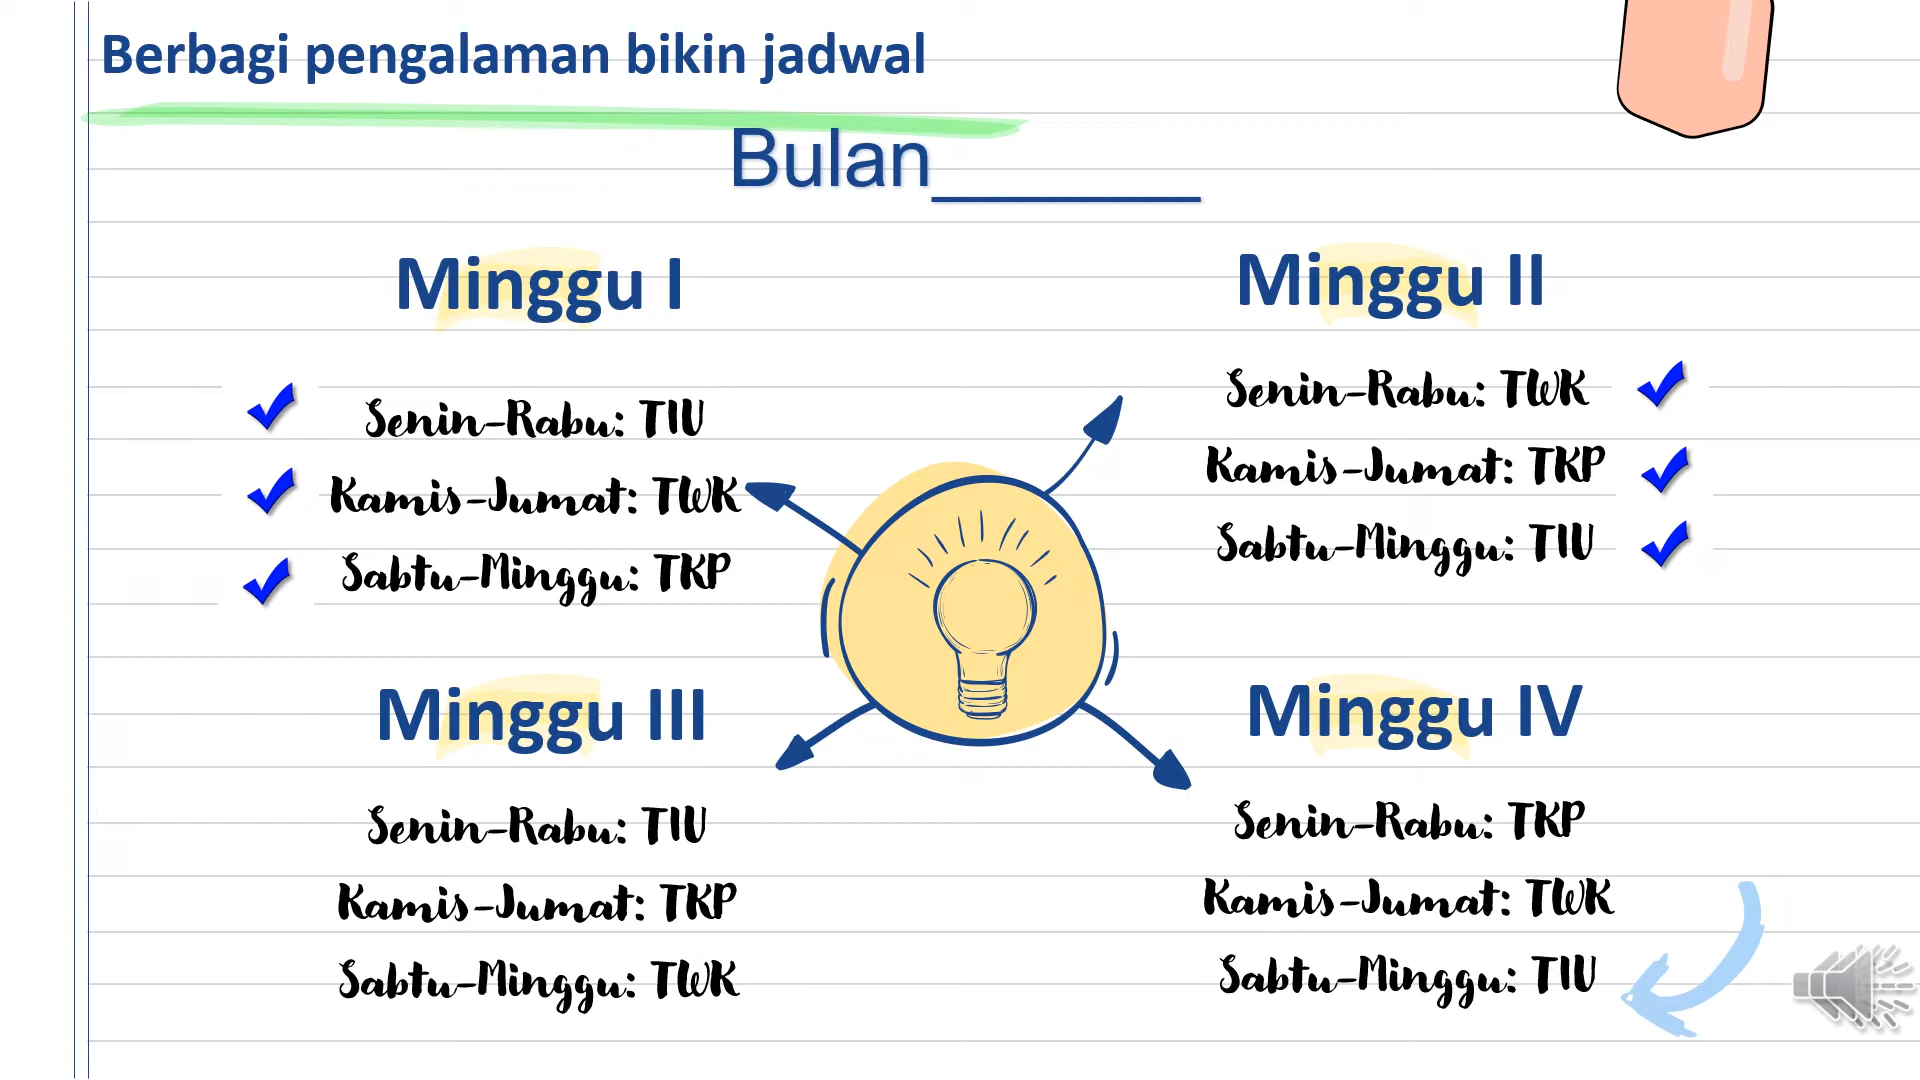 Berbagi pengalaman bikin jadwal
Bulan______
Minggu I
Senin-Rabu: TIU
Kamis-Jumat: TWK
Sabtu-Minggu: TKP
Minggu II
Senin-Rabu: TWK
Kamis-Jumat: TKP
Sabtu-Minggu: TIU
Minggu III
Senin-Rabu: TIU
Kamis-Jumat: TKP
Sabtu-Minggu: TWK
Minggu IV
Senin-Rabu: TKP
Kamis-Jumat: TWK
Sabtu-Minggu: TIU